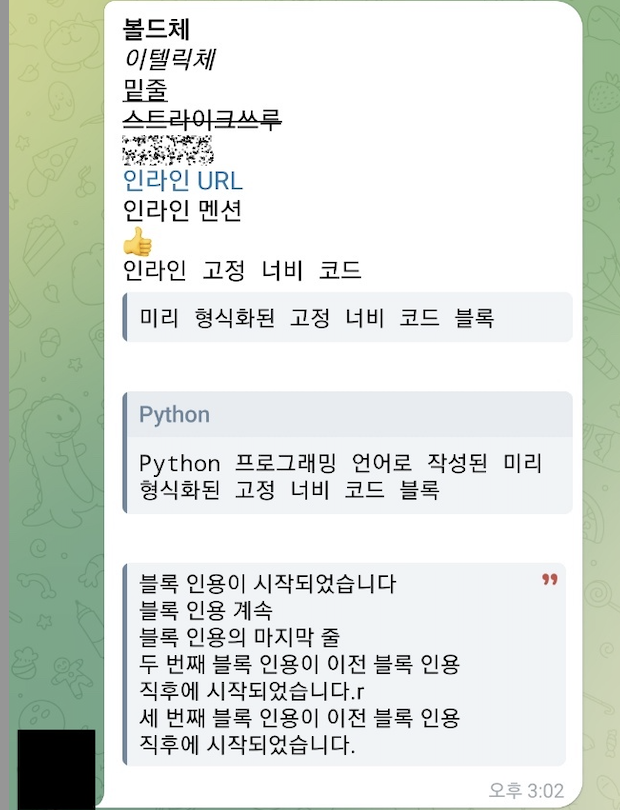 볼드체
이텔릭체
밑줄
스트라이크쓰루
인라인 URL
인라인 멘션
👍
인라인 고정 너비 코드
미리 형식화된 고정 너비 코드 블록
Python
Python 프로그래밍 언어로 작성된 미리
형식화된 고정 너비 코드 블록
블록 인용이 시작되었습니다
블록 인용 계속
블록 인용의 마지막 줄
두 번째 블록 인용이 이전 블록 인용
직후에 시작되었습니다.r
세 번째 블록 인용이 이전 블록 인용
직후에 시작되었습니다.
오후 3:02